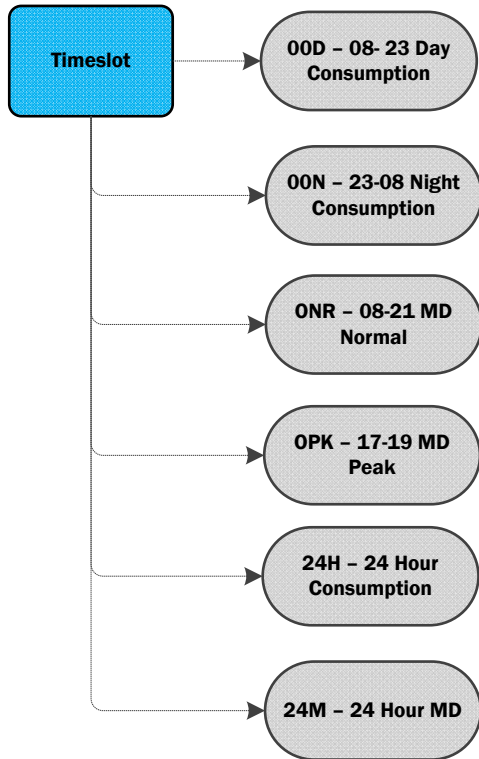 Timeslot
00D – 08- 23 Day
Consumption
00N – 23-08 Night
Consumption
0NR – 08-21 MD
Normal
0PK – 17-19 MD
Peak
24H – 24 Hour
Consumption
24M – 24 Hour MD